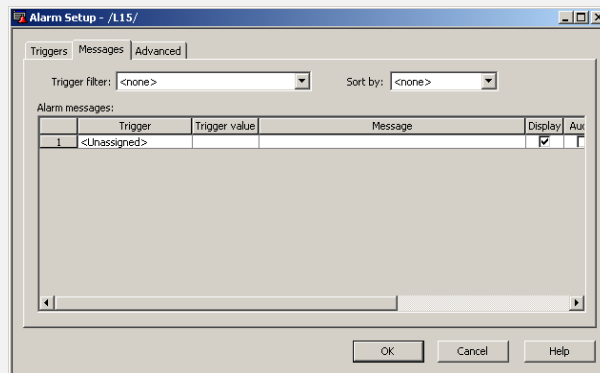 Alarm Setup - /L15/
Triggers Messages Advanced
Trigger filter: <none> Sort by: <none>
Alarm messages:
Trigger Trigger value Message Display Aud
1 <Unassigned>
OK Cancel Help